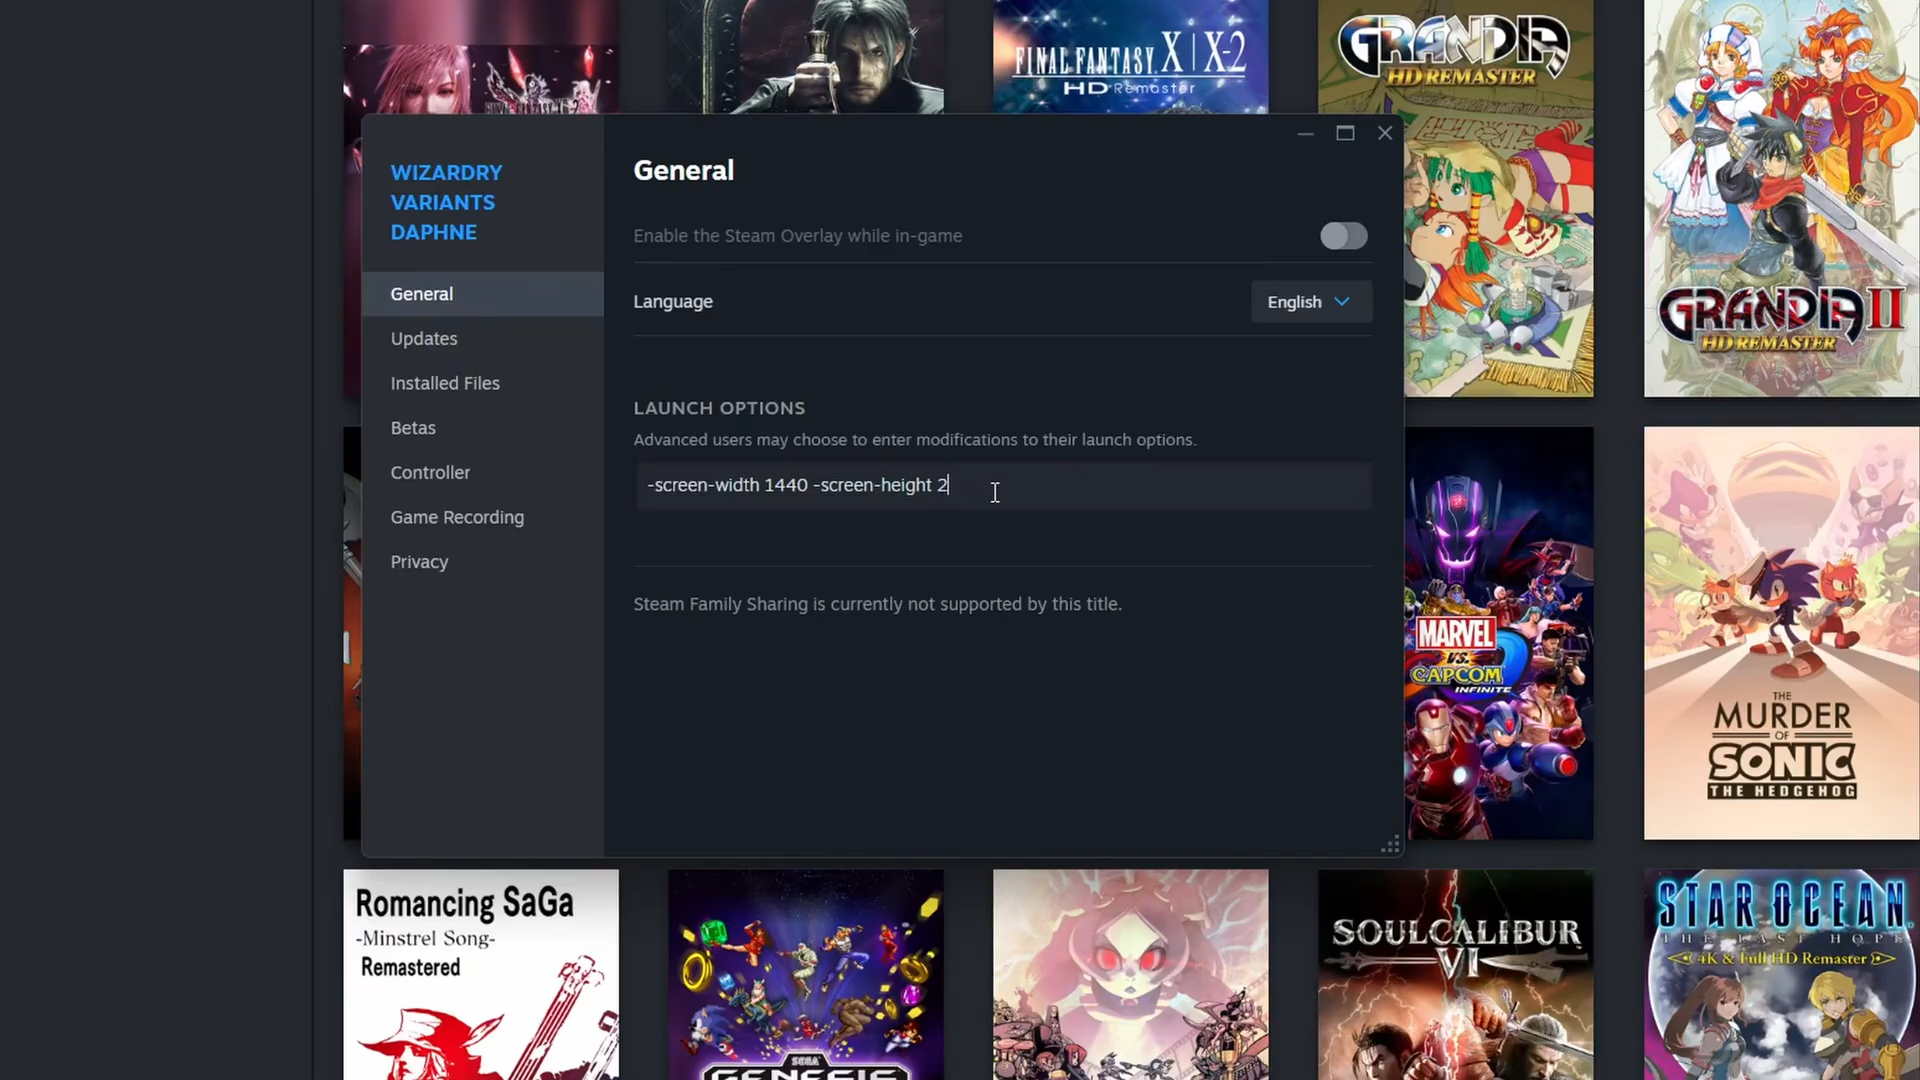 FINAL FANTASY X | X-2
HD Remaster
GRANDIA
HD REMASTER
WIZARDRY
VARIANTS
DAPHNE
General
Updates
Installed Files
Betas
Controller
Game Recording
Privacy
General
Enable the Steam Overlay while in-game
Language
English
LAUNCH OPTIONS
Advanced users may choose to enter modifications to their launch options.
-screen-width 1440 -screen-height 2
Steam Family Sharing is currently not supported by this title.
GRANDIA II
HD REMASTER
MARVEL
VS.
CAPCOM
INFINITE
THE
MURDER
OF
SONIC
THE HEDGEHOG
Romancing SaGa
-Minstrel Song-
Remastered
SEGA
GENESIS
SOULCALIBUR
VI
STAR OCEAN
THE LAST HOPE
4K & Full HD Remaster